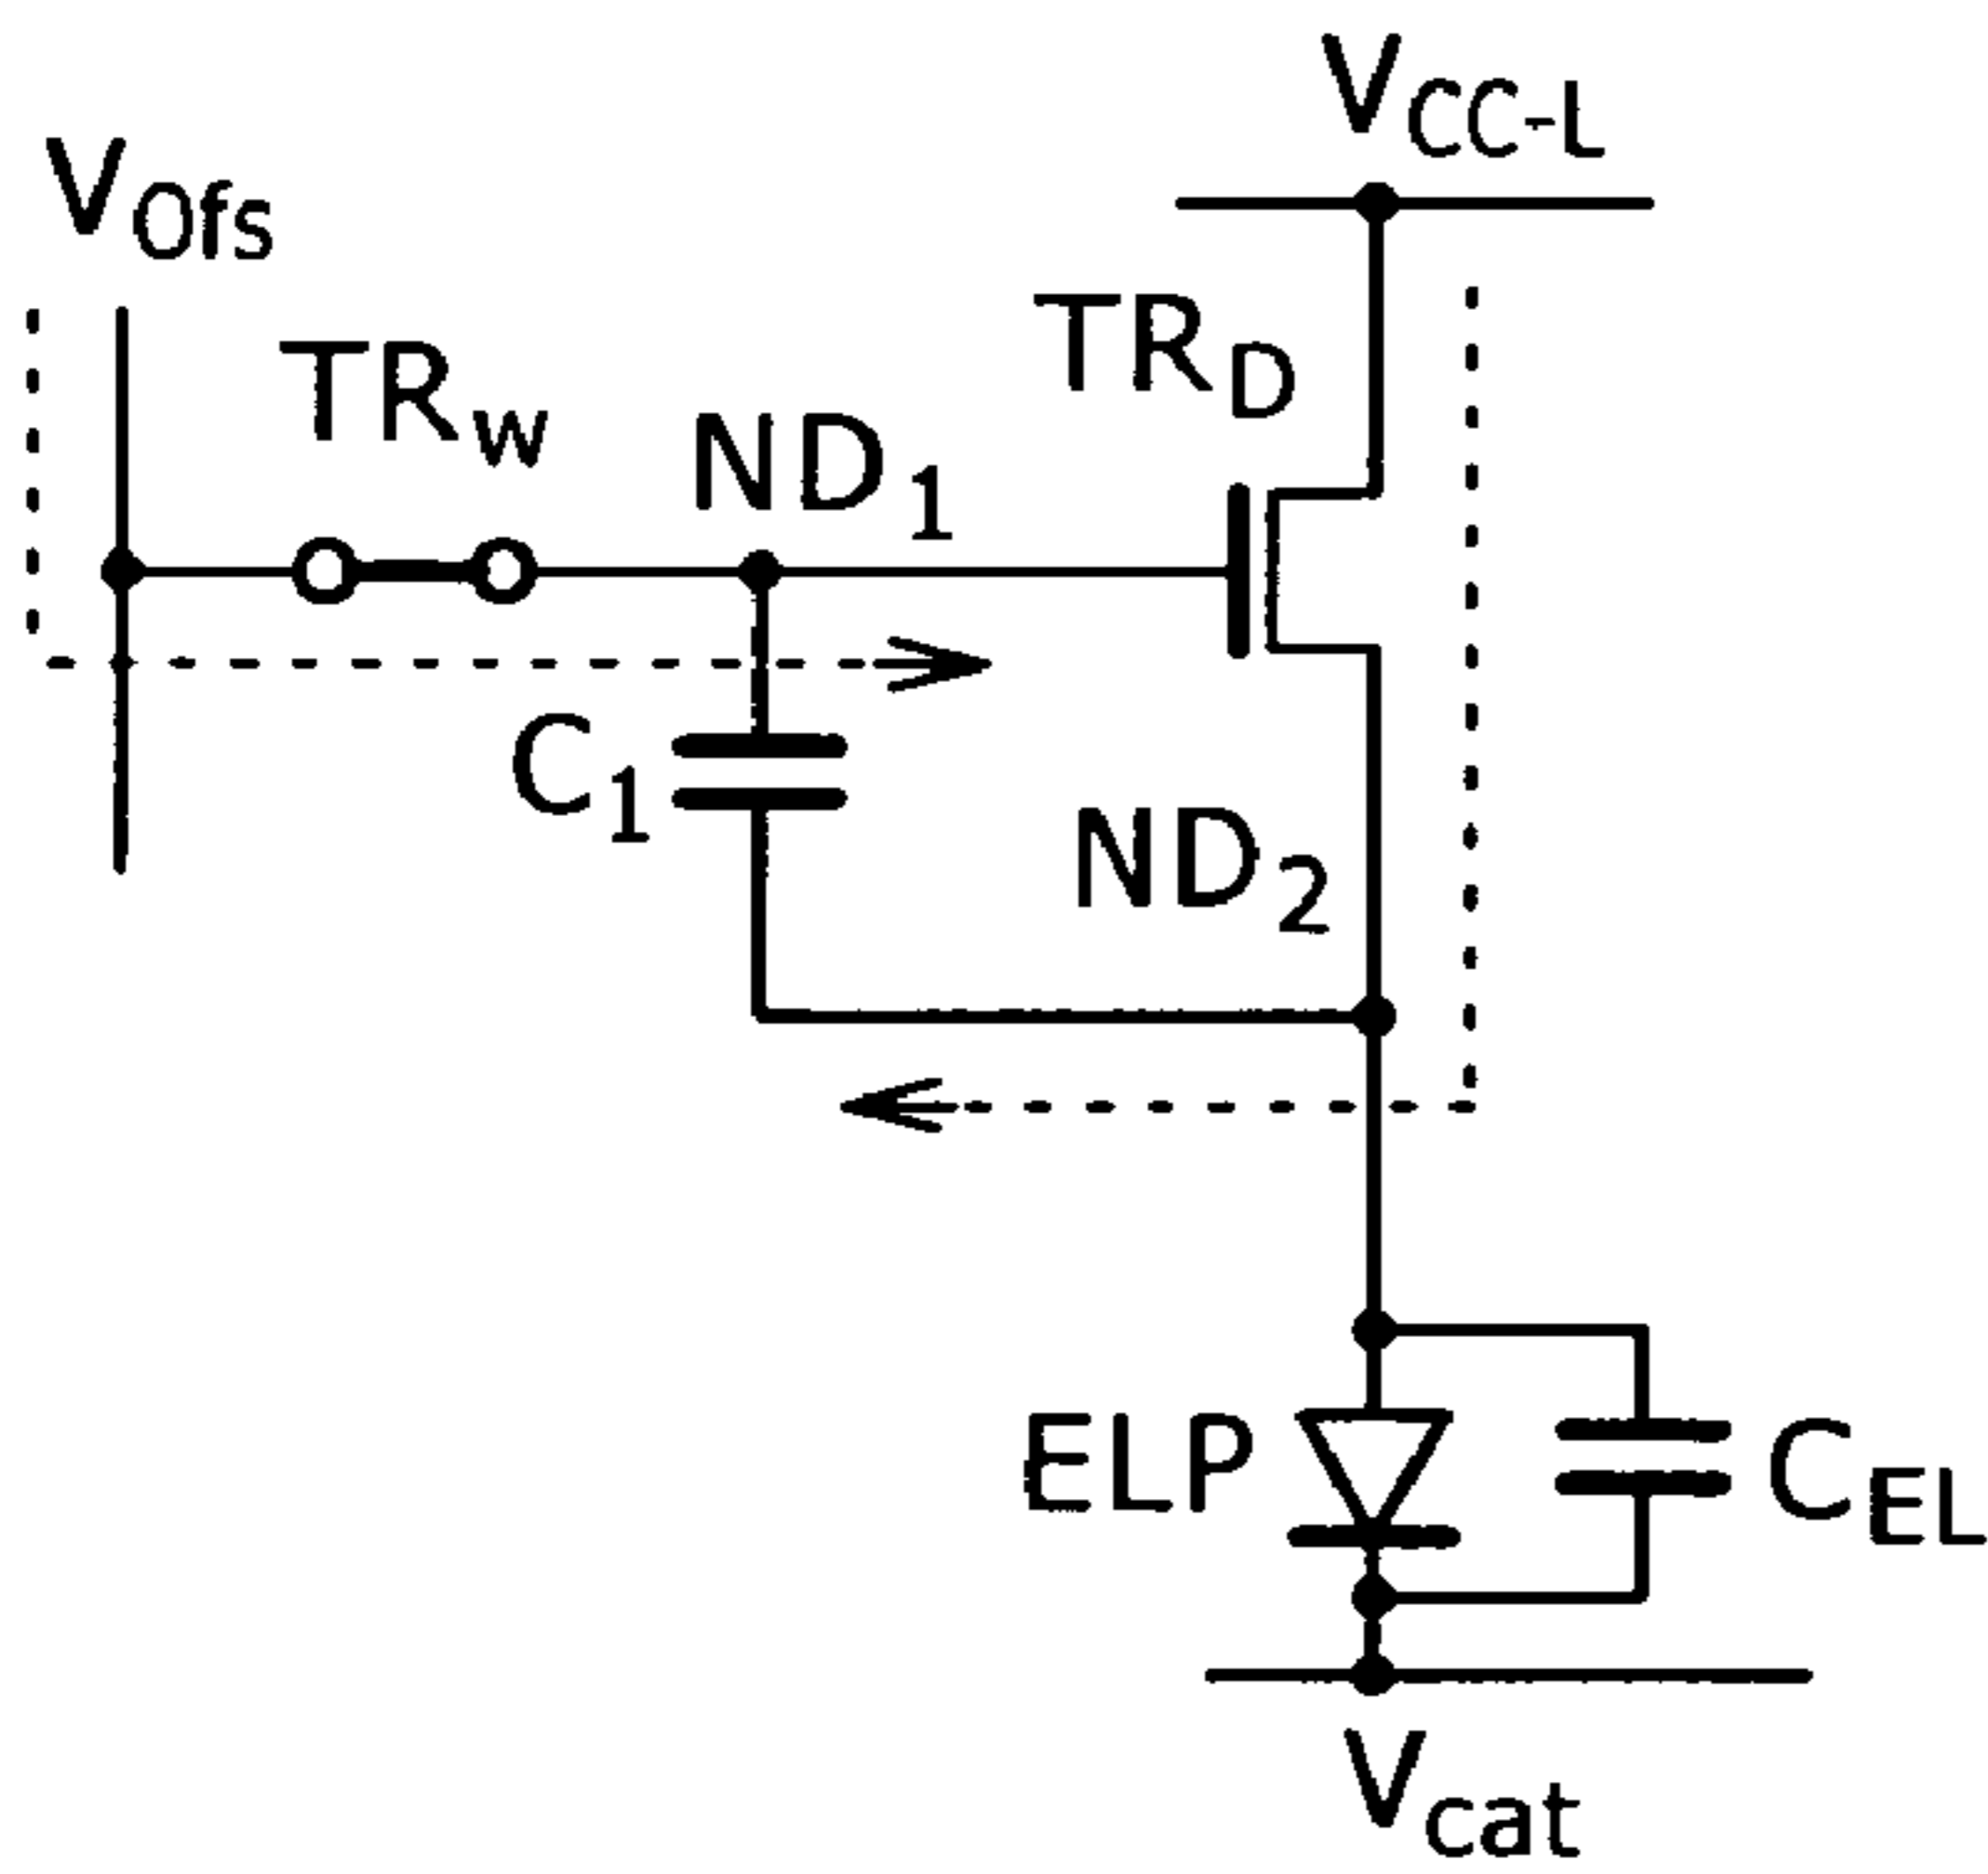 VCC-L
VOfs
TRD
TRw
ND1
C1
ND2
ELP
CEL
Vcat